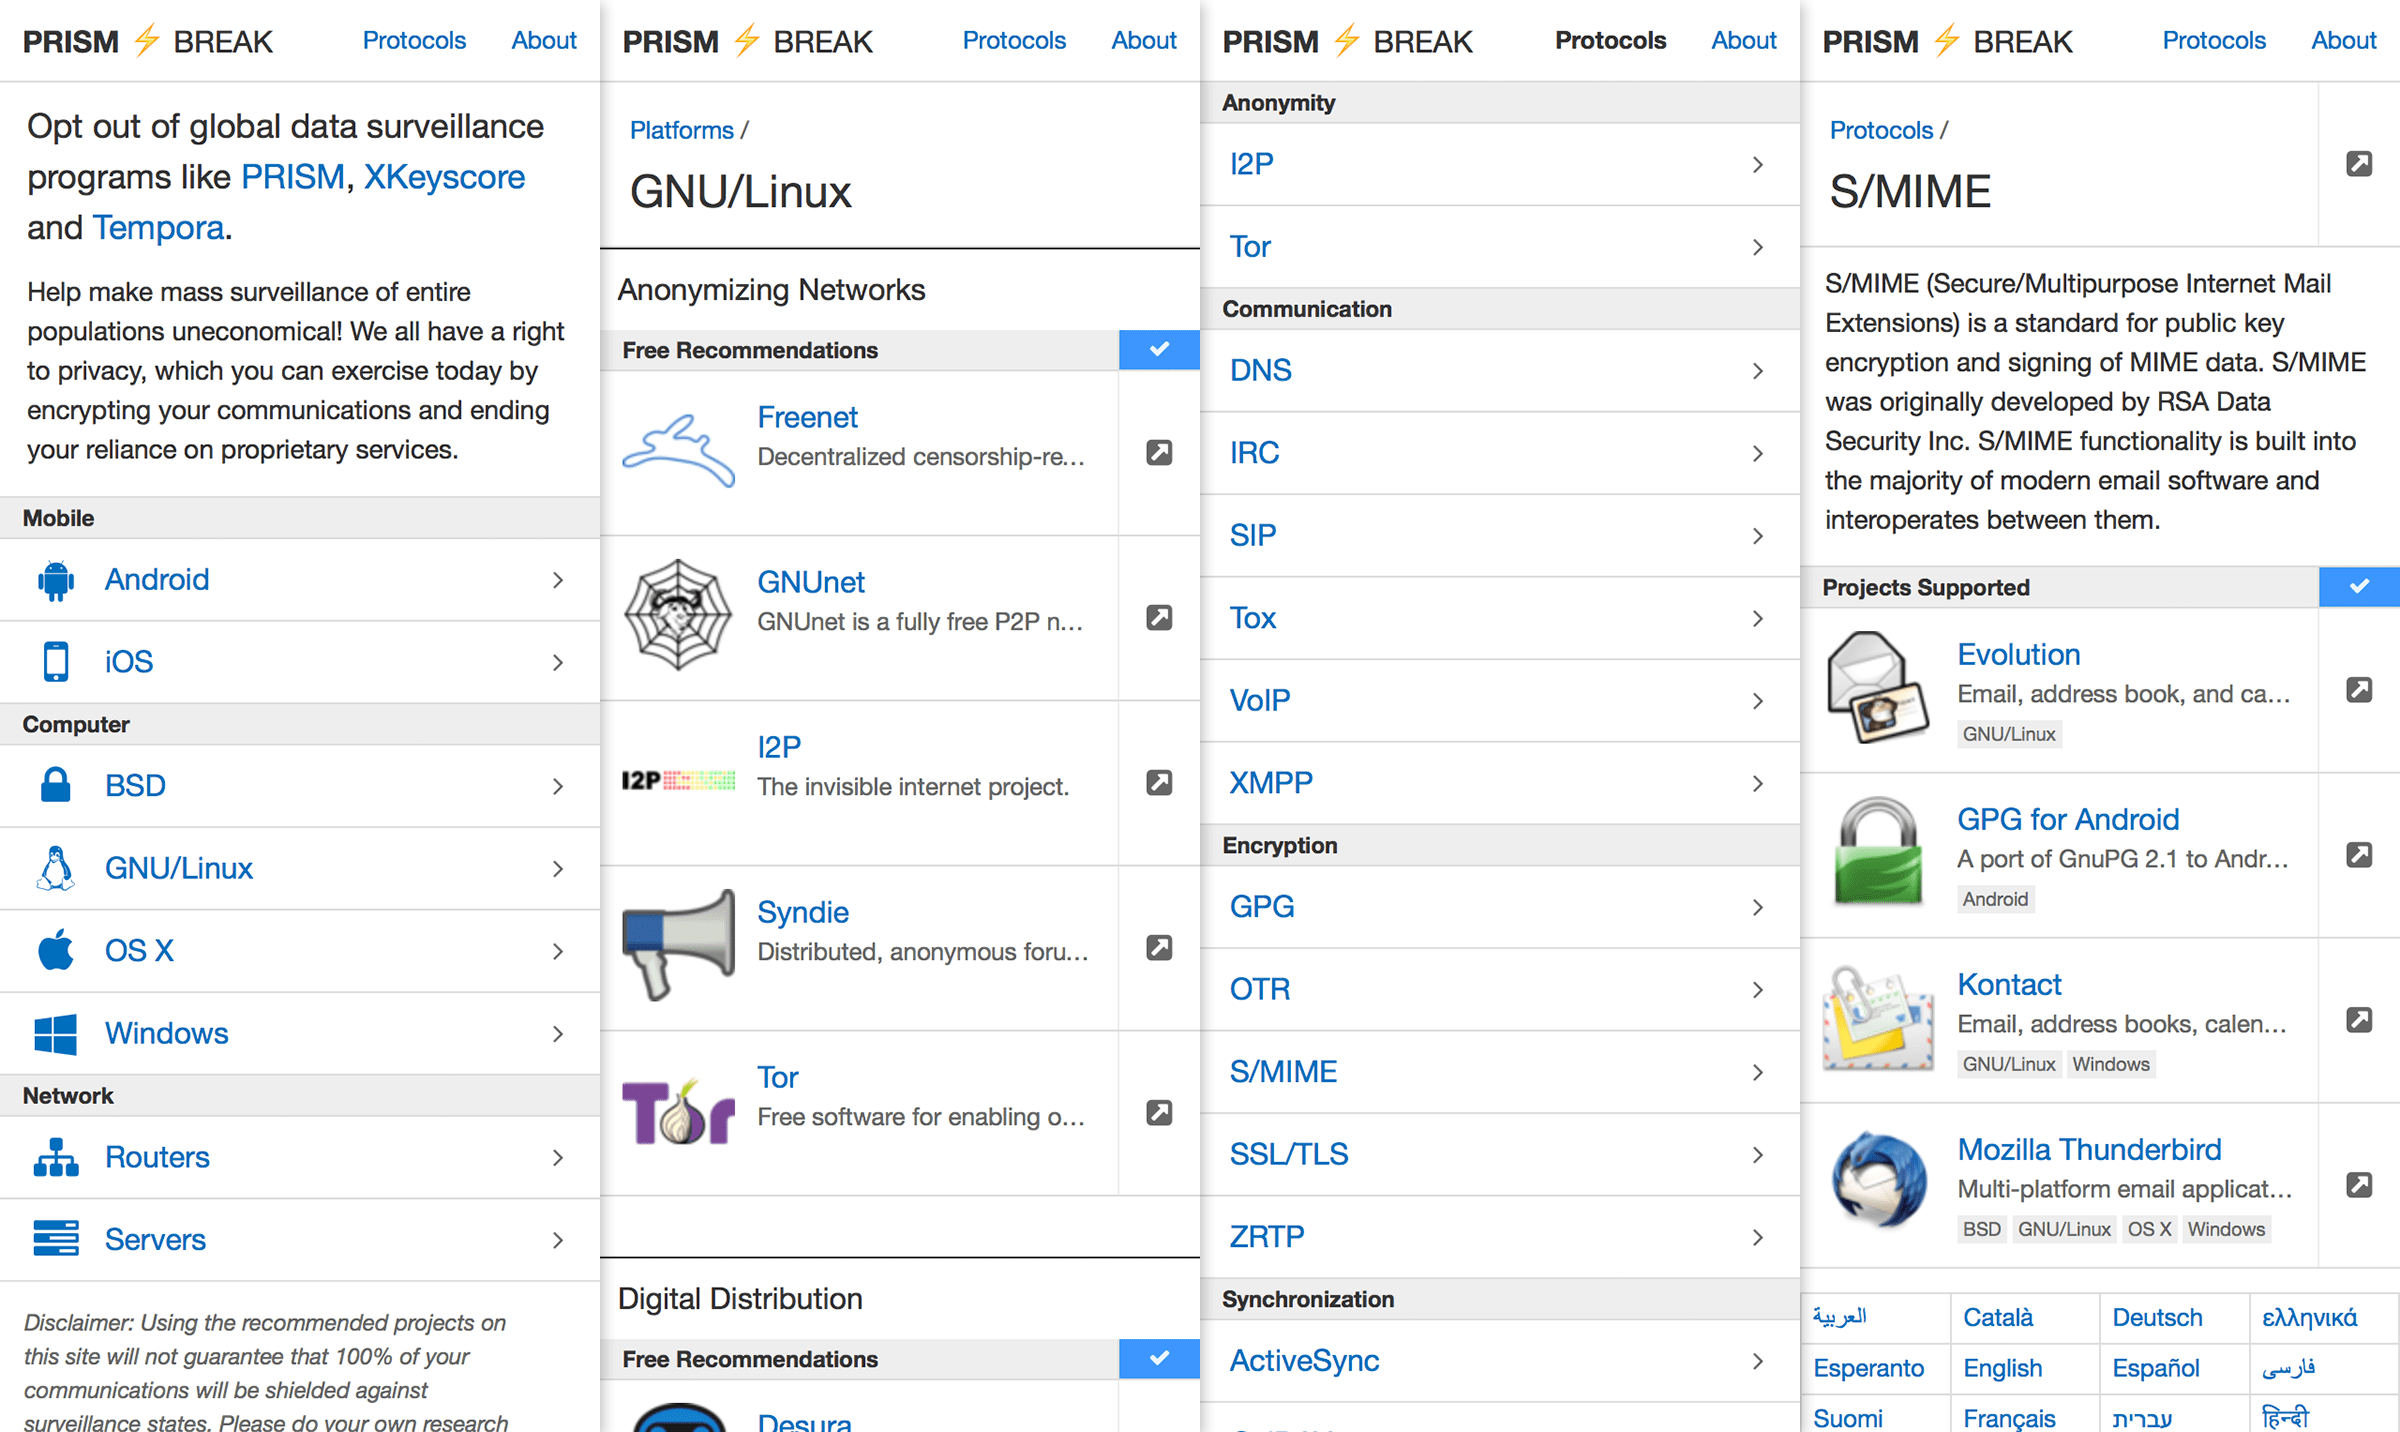 PRISM ⚡ BREAK Protocols About
Opt out of global data surveillance
programs like PRISM, XKeyscore
and Tempora.
Help make mass surveillance of entire
populations uneconomical! We all have a right
to privacy, which you can exercise today by
encrypting your communications and ending
your reliance on proprietary services.
Mobile
Android
iOS
Computer
BSD
GNU/Linux
OS X
Windows
Network
Routers
Servers
Disclaimer: Using the recommended projects on
this site will not guarantee that 100% of your
communications will be shielded against
surveillance states. Please do your own research
PRISM ⚡ BREAK Protocols About
Platforms /
GNU/Linux
Anonymizing Networks
Free Recommendations
Freenet
Decentralized censorship-re...
GNUnet
GNUnet is a fully free P2P n...
I2P
I2P
The invisible internet project.
Syndie
Distributed, anonymous foru...
Tor
Tor
Free software for enabling o...
Digital Distribution
Free Recommendations
Desura
PRISM ⚡ BREAK Protocols About
Anonymity
I2P
Tor
Communication
DNS
IRC
SIP
Tox
VoIP
XMPP
Encryption
GPG
OTR
S/MIME
SSL/TLS
ZRTP
Synchronization
ActiveSync
PRISM ⚡ BREAK Protocols About
Protocols /
S/MIME
S/MIME (Secure/Multipurpose Internet Mail
Extensions) is a standard for public key
encryption and signing of MIME data. S/MIME
was originally developed by RSA Data
Security Inc. S/MIME functionality is built into
the majority of modern email software and
interoperates between them.
Projects Supported
Evolution
Email, address book, and ca...
GNU/Linux
GPG for Android
A port of GnuPG 2.1 to Andr...
Android
Kontact
Email, address books, calen...
GNU/Linux Windows
Mozilla Thunderbird
Multi-platform email applicat...
BSD GNU/Linux OS X Windows
العربية Català Deutsch ελληνικά
Esperanto English Español فارسی
Suomi Français עברית हिन्दी